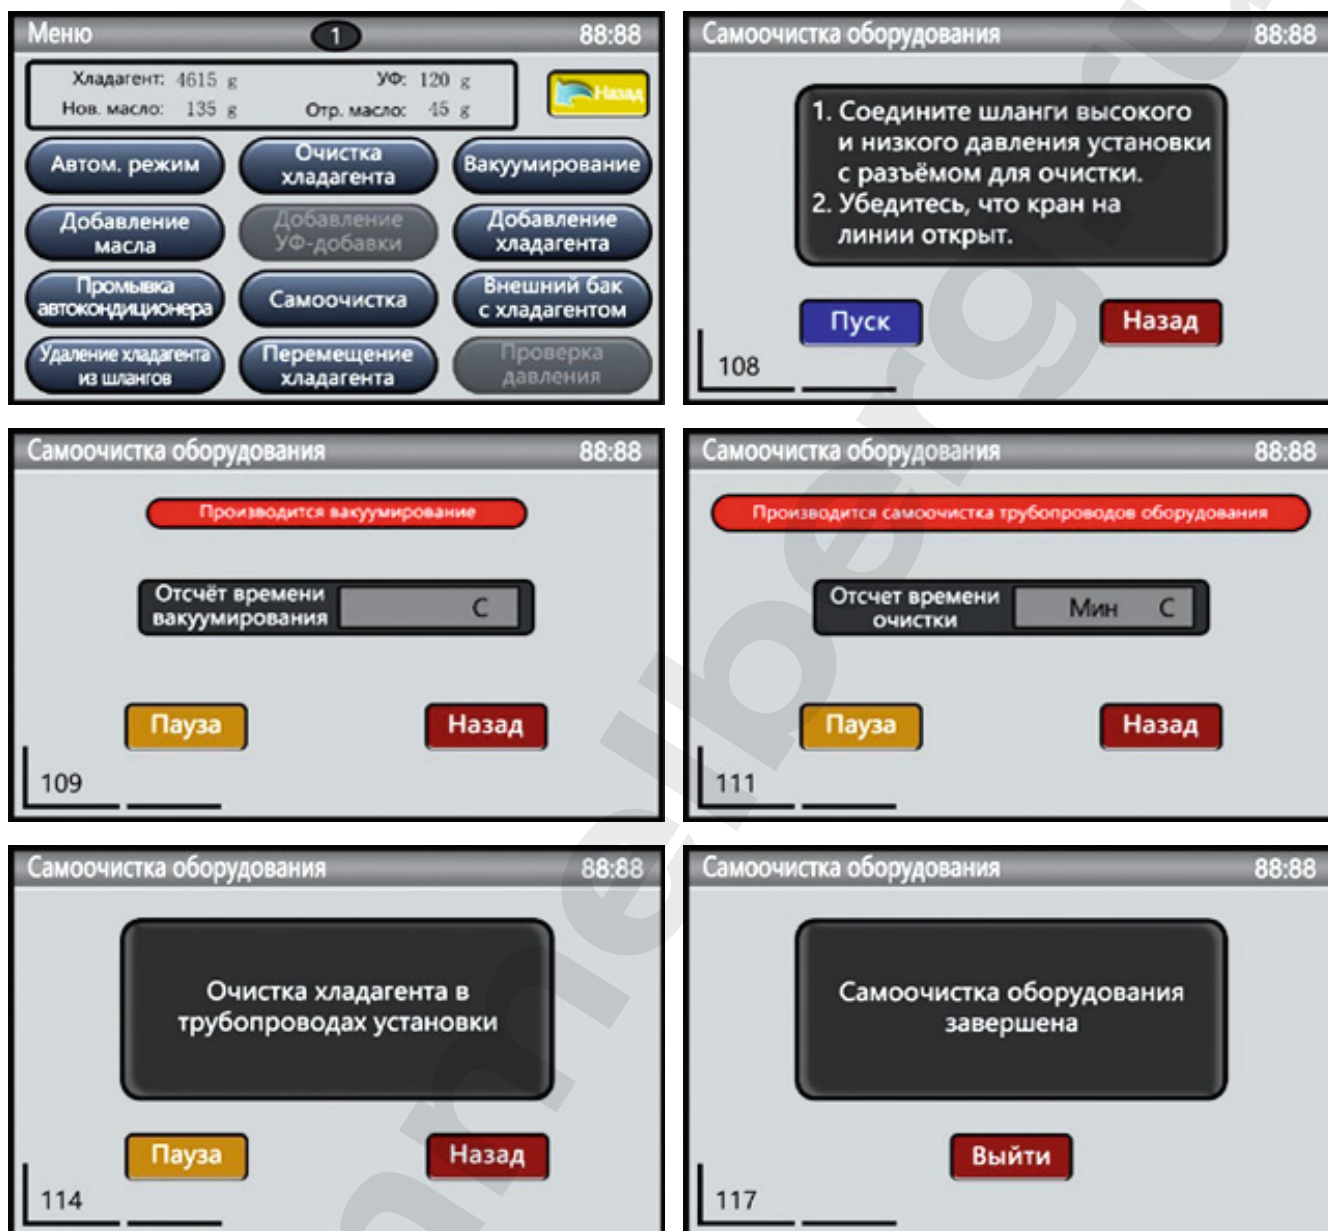 Меню 1 88:88
Хладагент: 4615 g УФ: 120 g
Нов. масло: 135 g Отр. масло: 45 g
Назад
Автом. режим
Очистка
хладагента
Вакуумирование
Добавление
масла
Добавление
УФ-добавки
Добавление
хладагента
Промывка
автокондиционера
Самоочистка
Внешний бак
с хладагентом
Удаление хладагента
из шлангов
Перемещение
хладагента
Проверка
давления
Самоочистка оборудования 88:88
1. Соедините шланги высокого
и низкого давления установки
с разъёмом для очистки.
2. Убедитесь, что кран на
линии открыт.
Пуск Назад
108
Самоочистка оборудования 88:88
Производится вакуумирование
Отсчёт времени
вакуумирования
С
Пауза Назад
109
Самоочистка оборудования 88:88
Производится самоочистка трубопроводов оборудования
Отсчет времени
очистки
Мин С
Пауза Назад
111
Самоочистка оборудования 88:88
Очистка хладагента в
трубопроводах установки
Пауза Назад
114
Самоочистка оборудования 88:88
Самоочистка оборудования
завершена
Выйти
117